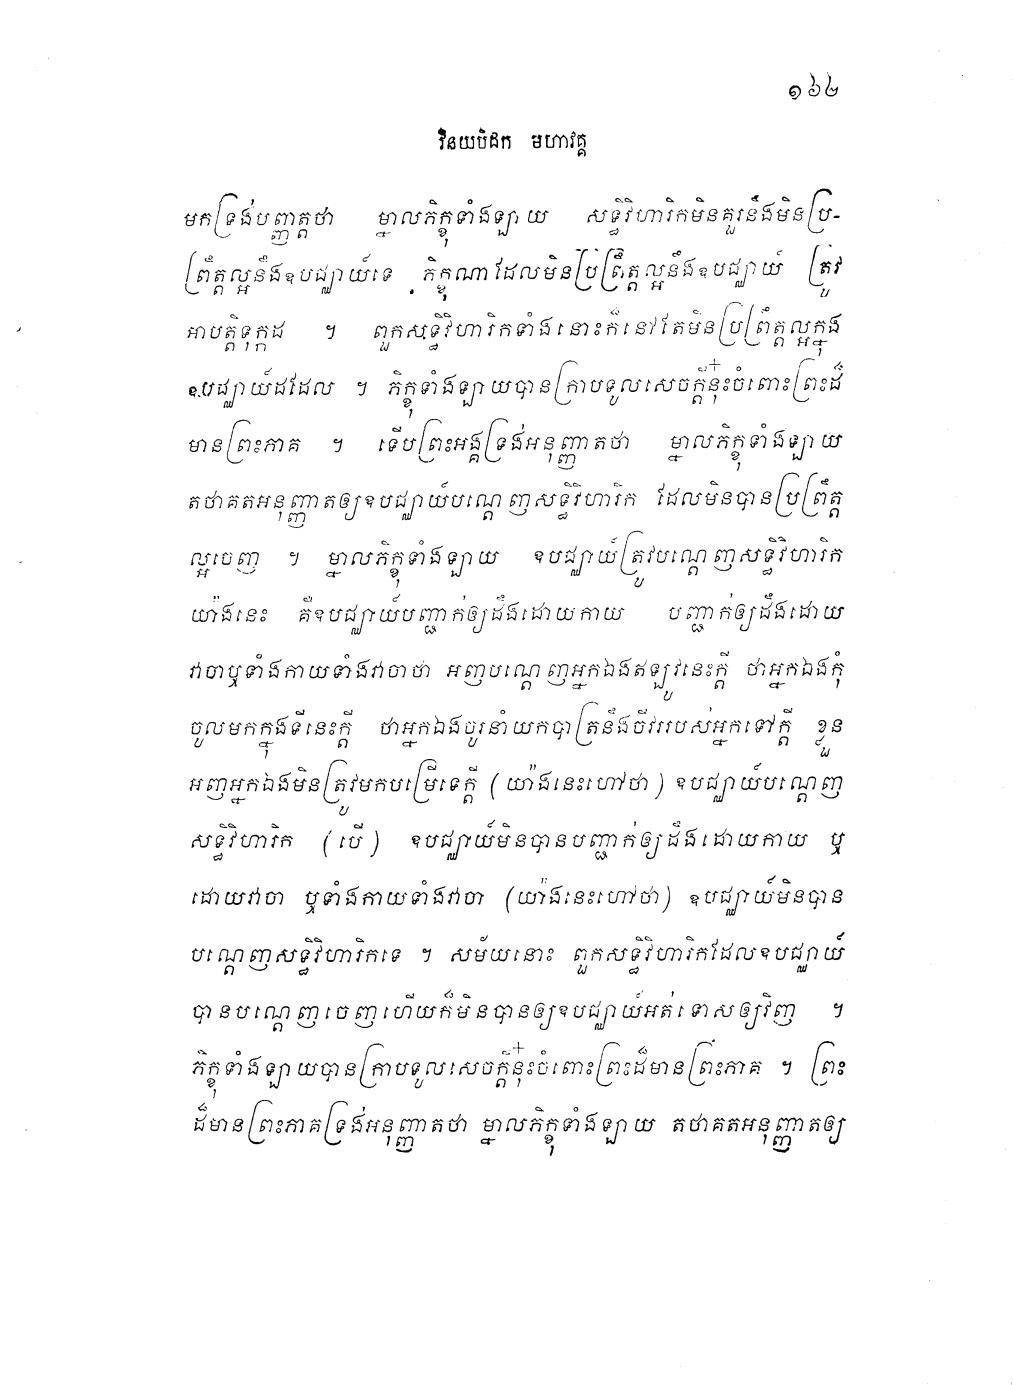 ១៦២
វិនយបិដក មហាវគ្គ
មកទ្រង់បញ្ញត្តថា ម្នាលភិក្ខុទាំងឡាយ សទ្ធិវិហារិកមិនគួរនឹងមិនប្រ-
ព្រឹត្តល្អនឹងឧបជ្ឈាយ៍ទេ ភិក្ខុណាដែលមិនប្រព្រឹត្តល្អនឹងឧបជ្ឈាយ៍ ត្រូវ
អាបត្តិទុក្កដ ។ ពួកសទ្ធិវិហារិកទាំងនោះក៏នៅតែមិនប្រព្រឹត្តល្អក្នុង
ឧបជ្ឈាយ៍ដដែល ។ ភិក្ខុទាំងឡាយបានក្រាបទូលសេចក្តីនុ៎ះចំពោះព្រះដ៏
មានព្រះភាគ ។ ទើបព្រះអង្គទ្រង់អនុញ្ញាតថា ម្នាលភិក្ខុទាំងឡាយ
តថាគតអនុញ្ញាតឲ្យឧបជ្ឈាយ៍បណ្តេញសទ្ធិវិហារិក ដែលមិនបានប្រព្រឹត្ត
ល្អចេញ ។ ម្នាលភិក្ខុទាំងឡាយ ឧបជ្ឈាយ៍ត្រូវបណ្តេញសទ្ធិវិហារិក
យ៉ាងនេះ គឺឧបជ្ឈាយ៍បញ្ជាក់ឲ្យដឹងដោយកាយ បញ្ជាក់ឲ្យដឹងដោយ
វាចាឬទាំងកាយទាំងវាចាថា អញបណ្តេញអ្នកឯងឥឡូវនេះក្តី ថាអ្នកឯងកុំ
ចូលមកក្នុងទីនេះក្តី ថាអ្នកឯងចូរនាំយកបាត្រនឹងចីវររបស់អ្នកទៅក្តី ខ្លួន
អញអ្នកឯងមិនត្រូវមកបម្រើទេក្តី (យ៉ាងនេះហៅថា) ឧបជ្ឈាយ៍បណ្តេញ
សទ្ធិវិហារិក (បើ) ឧបជ្ឈាយ៍មិនបានបញ្ជាក់ឲ្យដឹងដោយកាយ ឬ
ដោយវាចា ឬទាំងកាយទាំងវាចា (យ៉ាងនេះហៅថា) ឧបជ្ឈាយ៍មិនបាន
បណ្តេញសទ្ធិវិហារិកទេ ។ សម័យនោះ ពួកសទ្ធិវិហារិកដែលឧបជ្ឈាយ៍
បានបណ្តេញចេញហើយក៏មិនបានឲ្យឧបជ្ឈាយ៍អត់ទោសឲ្យវិញ ។
ភិក្ខុទាំងឡាយបានក្រាបទូលសេចក្តីនុ៎ះចំពោះព្រះដ៏មានព្រះភាគ ។ ព្រះ
ដ៏មានព្រះភាគទ្រង់អនុញ្ញាតថា ម្នាលភិក្ខុទាំងឡាយ តថាគតអនុញ្ញាតឲ្យ